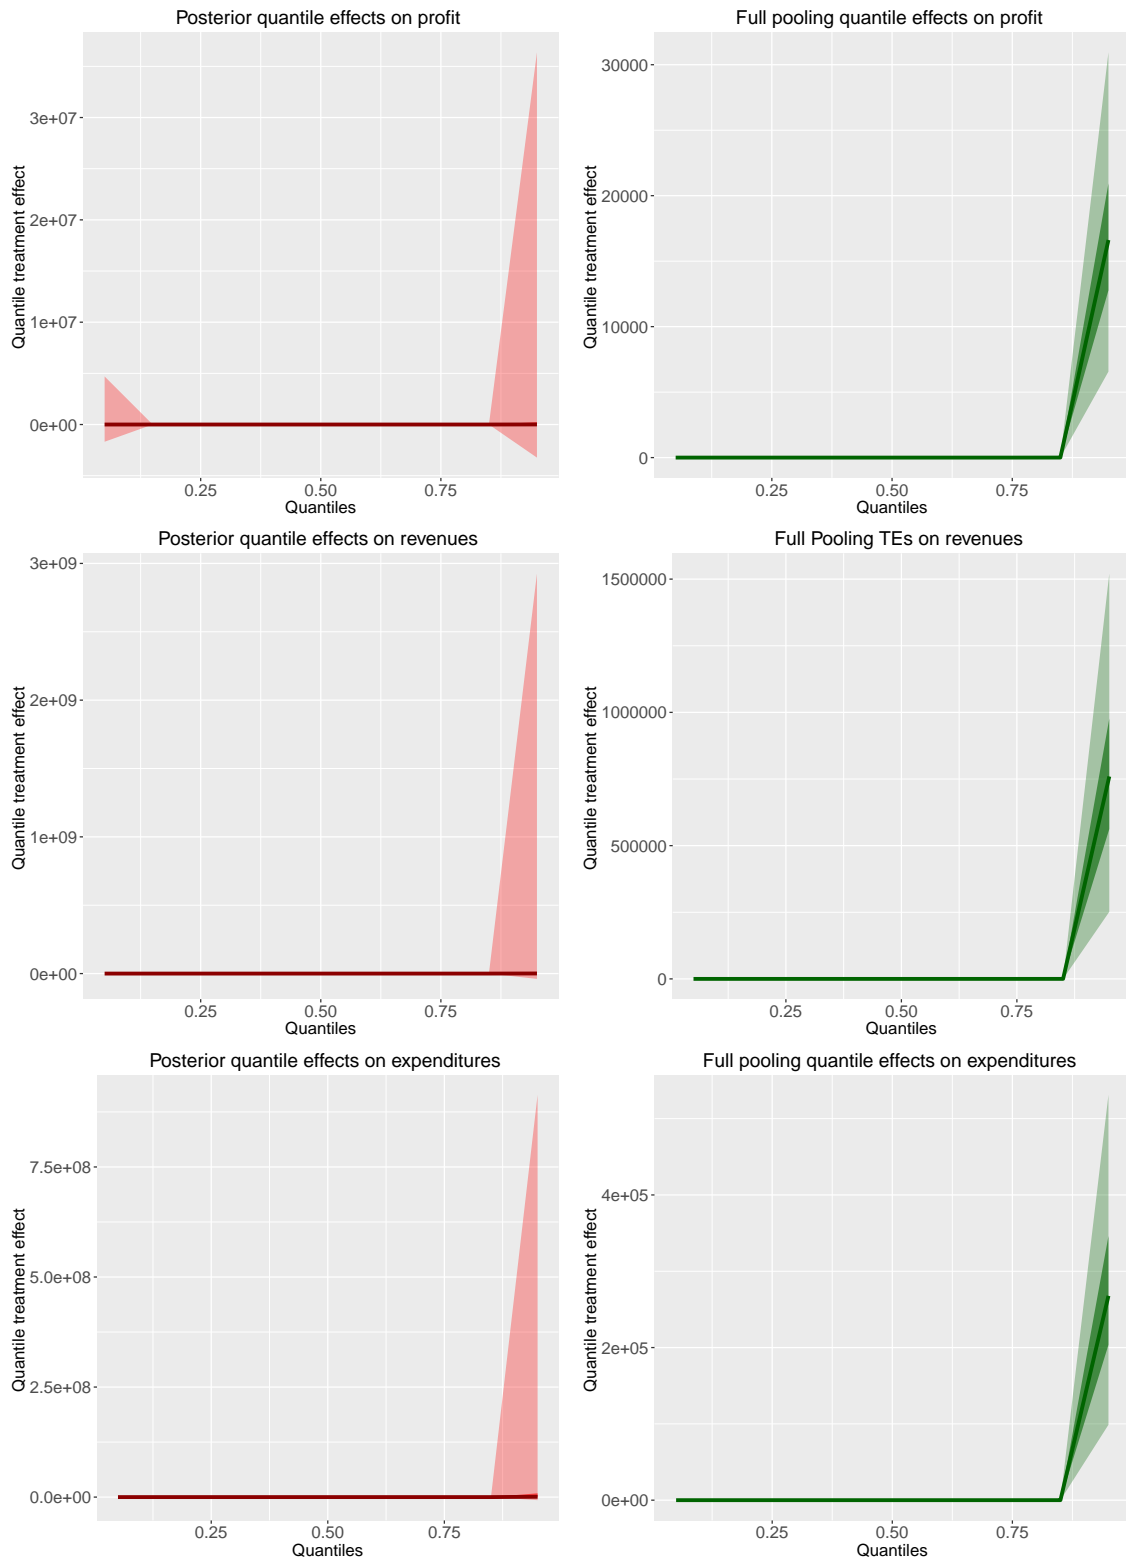 Posterior quantile effects on profit
Quantile treatment effect
3e+07
2e+07
1e+07
0e+00
0.25 0.50 0.75
Quantiles
Full pooling quantile effects on profit
Quantile treatment effect
30000
20000
10000
0
0.25 0.50 0.75
Quantiles
Posterior quantile effects on revenues
Quantile treatment effect
3e+09
2e+09
1e+09
0e+00
0.25 0.50 0.75
Quantiles
Full Pooling TEs on revenues
Quantile treatment effect
1500000
1000000
500000
0
0.25 0.50 0.75
Quantiles
Posterior quantile effects on expenditures
Quantile treatment effect
7.5e+08
5.0e+08
2.5e+08
0.0e+00
0.25 0.50 0.75
Quantiles
Full pooling quantile effects on expenditures
Quantile treatment effect
4e+05
2e+05
0e+00
0.25 0.50 0.75
Quantiles